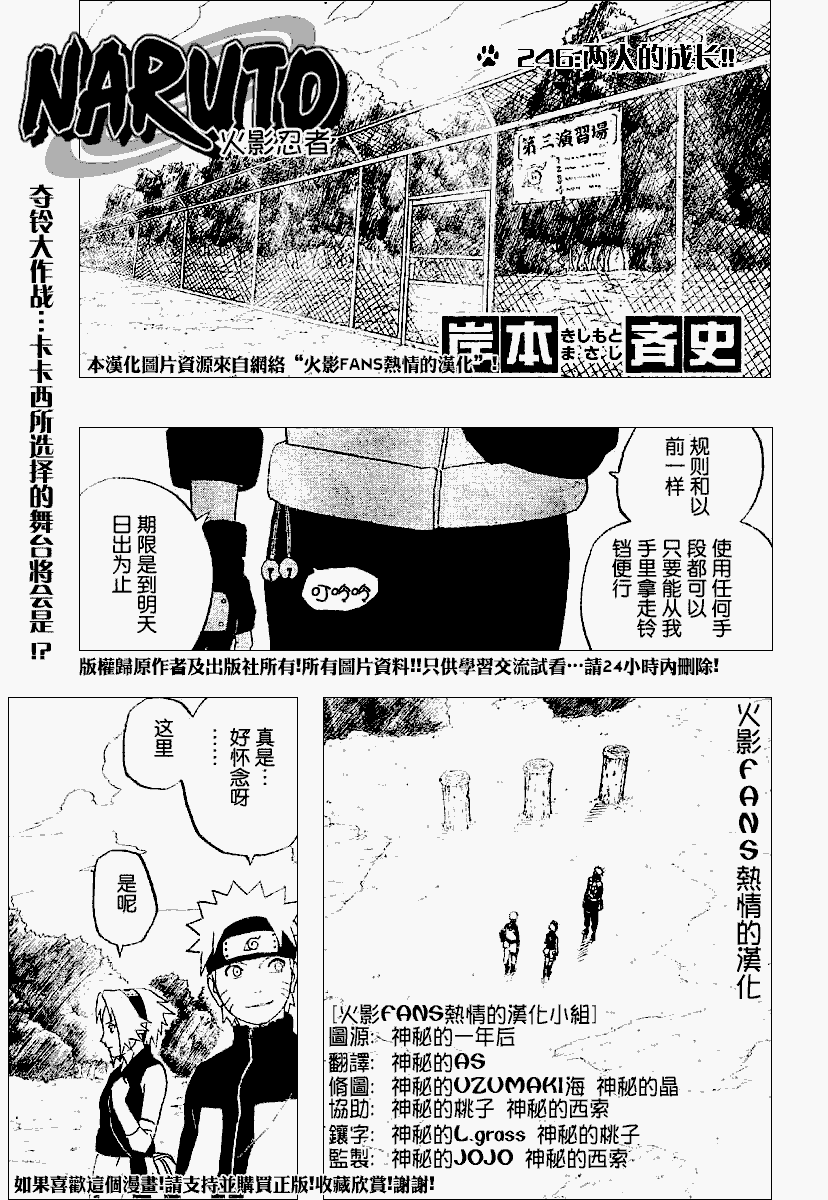 NARUTO
火影忍者
246:两人的成长!!
第三演習場
夺铃大作战…卡卡西所选择的舞台将会是!?
岸本斉史
きしもと
まさし
本漢化圖片資源來自網絡“火影FANS熱情的漢化”!
规则和以
前一样
使用任何手
段都可以
只要能从我
手里拿走铃
铛便行
叮呤呤
期限是到明天
日出为止
版權歸原作者及出版社所有!所有圖片資料!!只供學習交流試看…請24小時內刪除!
真是…
好怀念呀
……
这里
是呢
火影FANS熱情的漢化
[火影FANS熱情的漢化小組]
圖源: 神秘的一年后
翻譯: 神秘的AS
脩圖: 神秘的UZUMAKI海 神秘的晶
協助: 神秘的桃子 神秘的西索
鑲字: 神秘的L.grass 神秘的桃子
監製: 神秘的JOJO 神秘的西索
如果喜歡這個漫畫!請支持並購買正版!收藏欣賞!謝謝!